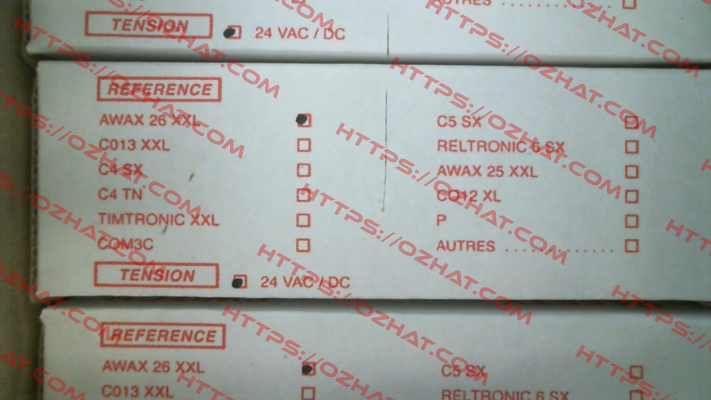 AUTRES
TENSION 24 VAC / DC
REFERENCE
AWAX 26 XXL C5 SX
C013 XXL RELTRONIC 6 SX
C4 SX AWAX 25 XXL
C4 TN CO12 XL
TIMTRONIC XXL P
COM3C AUTRES ..............
TENSION 24 VAC / DC
REFERENCE
AWAX 26 XXL C5 SX
C013 XXL RELTRONIC 6 SX
HTTPS://OZHAT.COM